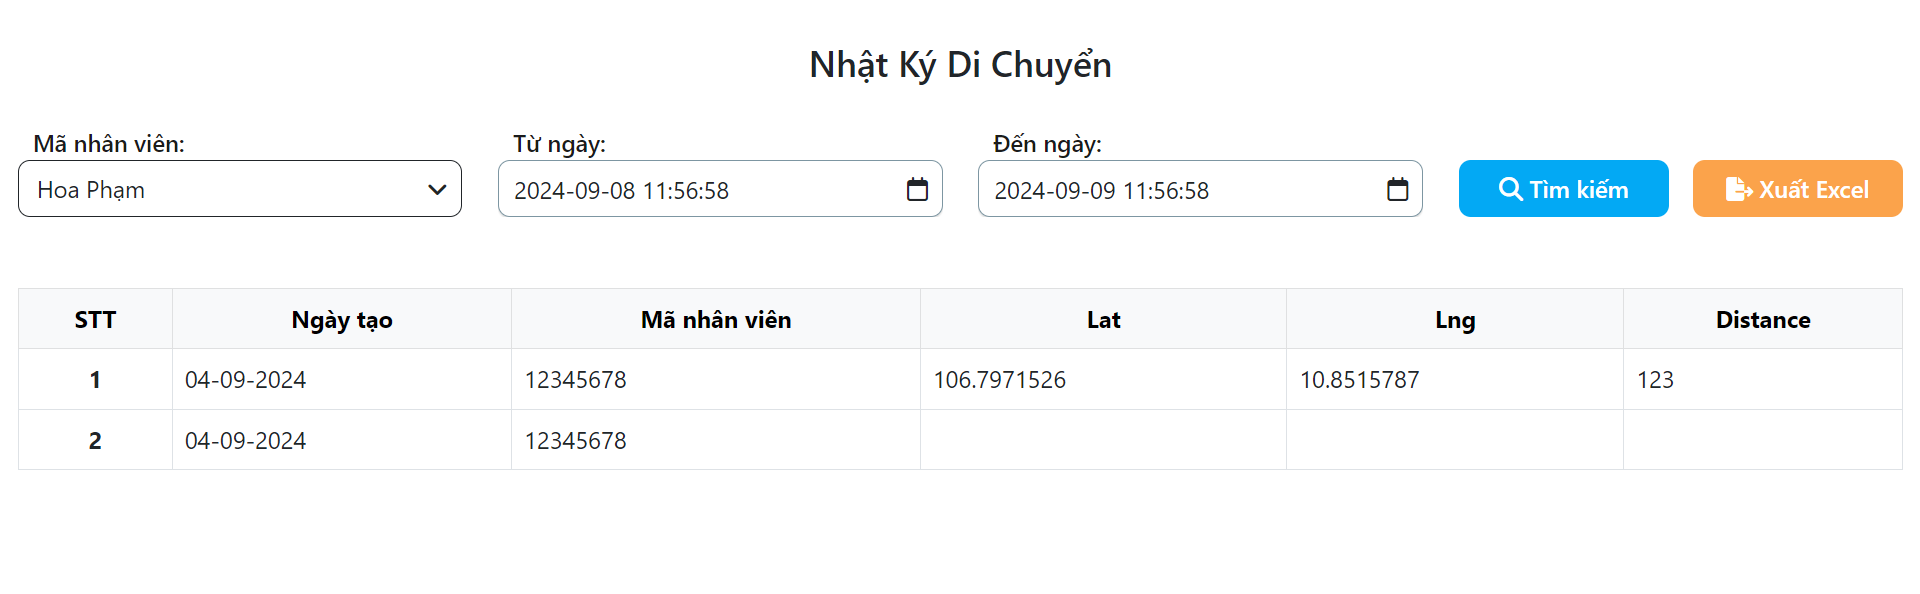 Nhật Ký Di Chuyển
Mã nhân viên: Từ ngày: Đến ngày:
Hoa Phạm 2024-09-08 11:56:58 2024-09-09 11:56:58 Tìm kiếm Xuất Excel
STT Ngày tạo Mã nhân viên Lat Lng Distance
1 04-09-2024 12345678 106.7971526 10.8515787 123
2 04-09-2024 12345678